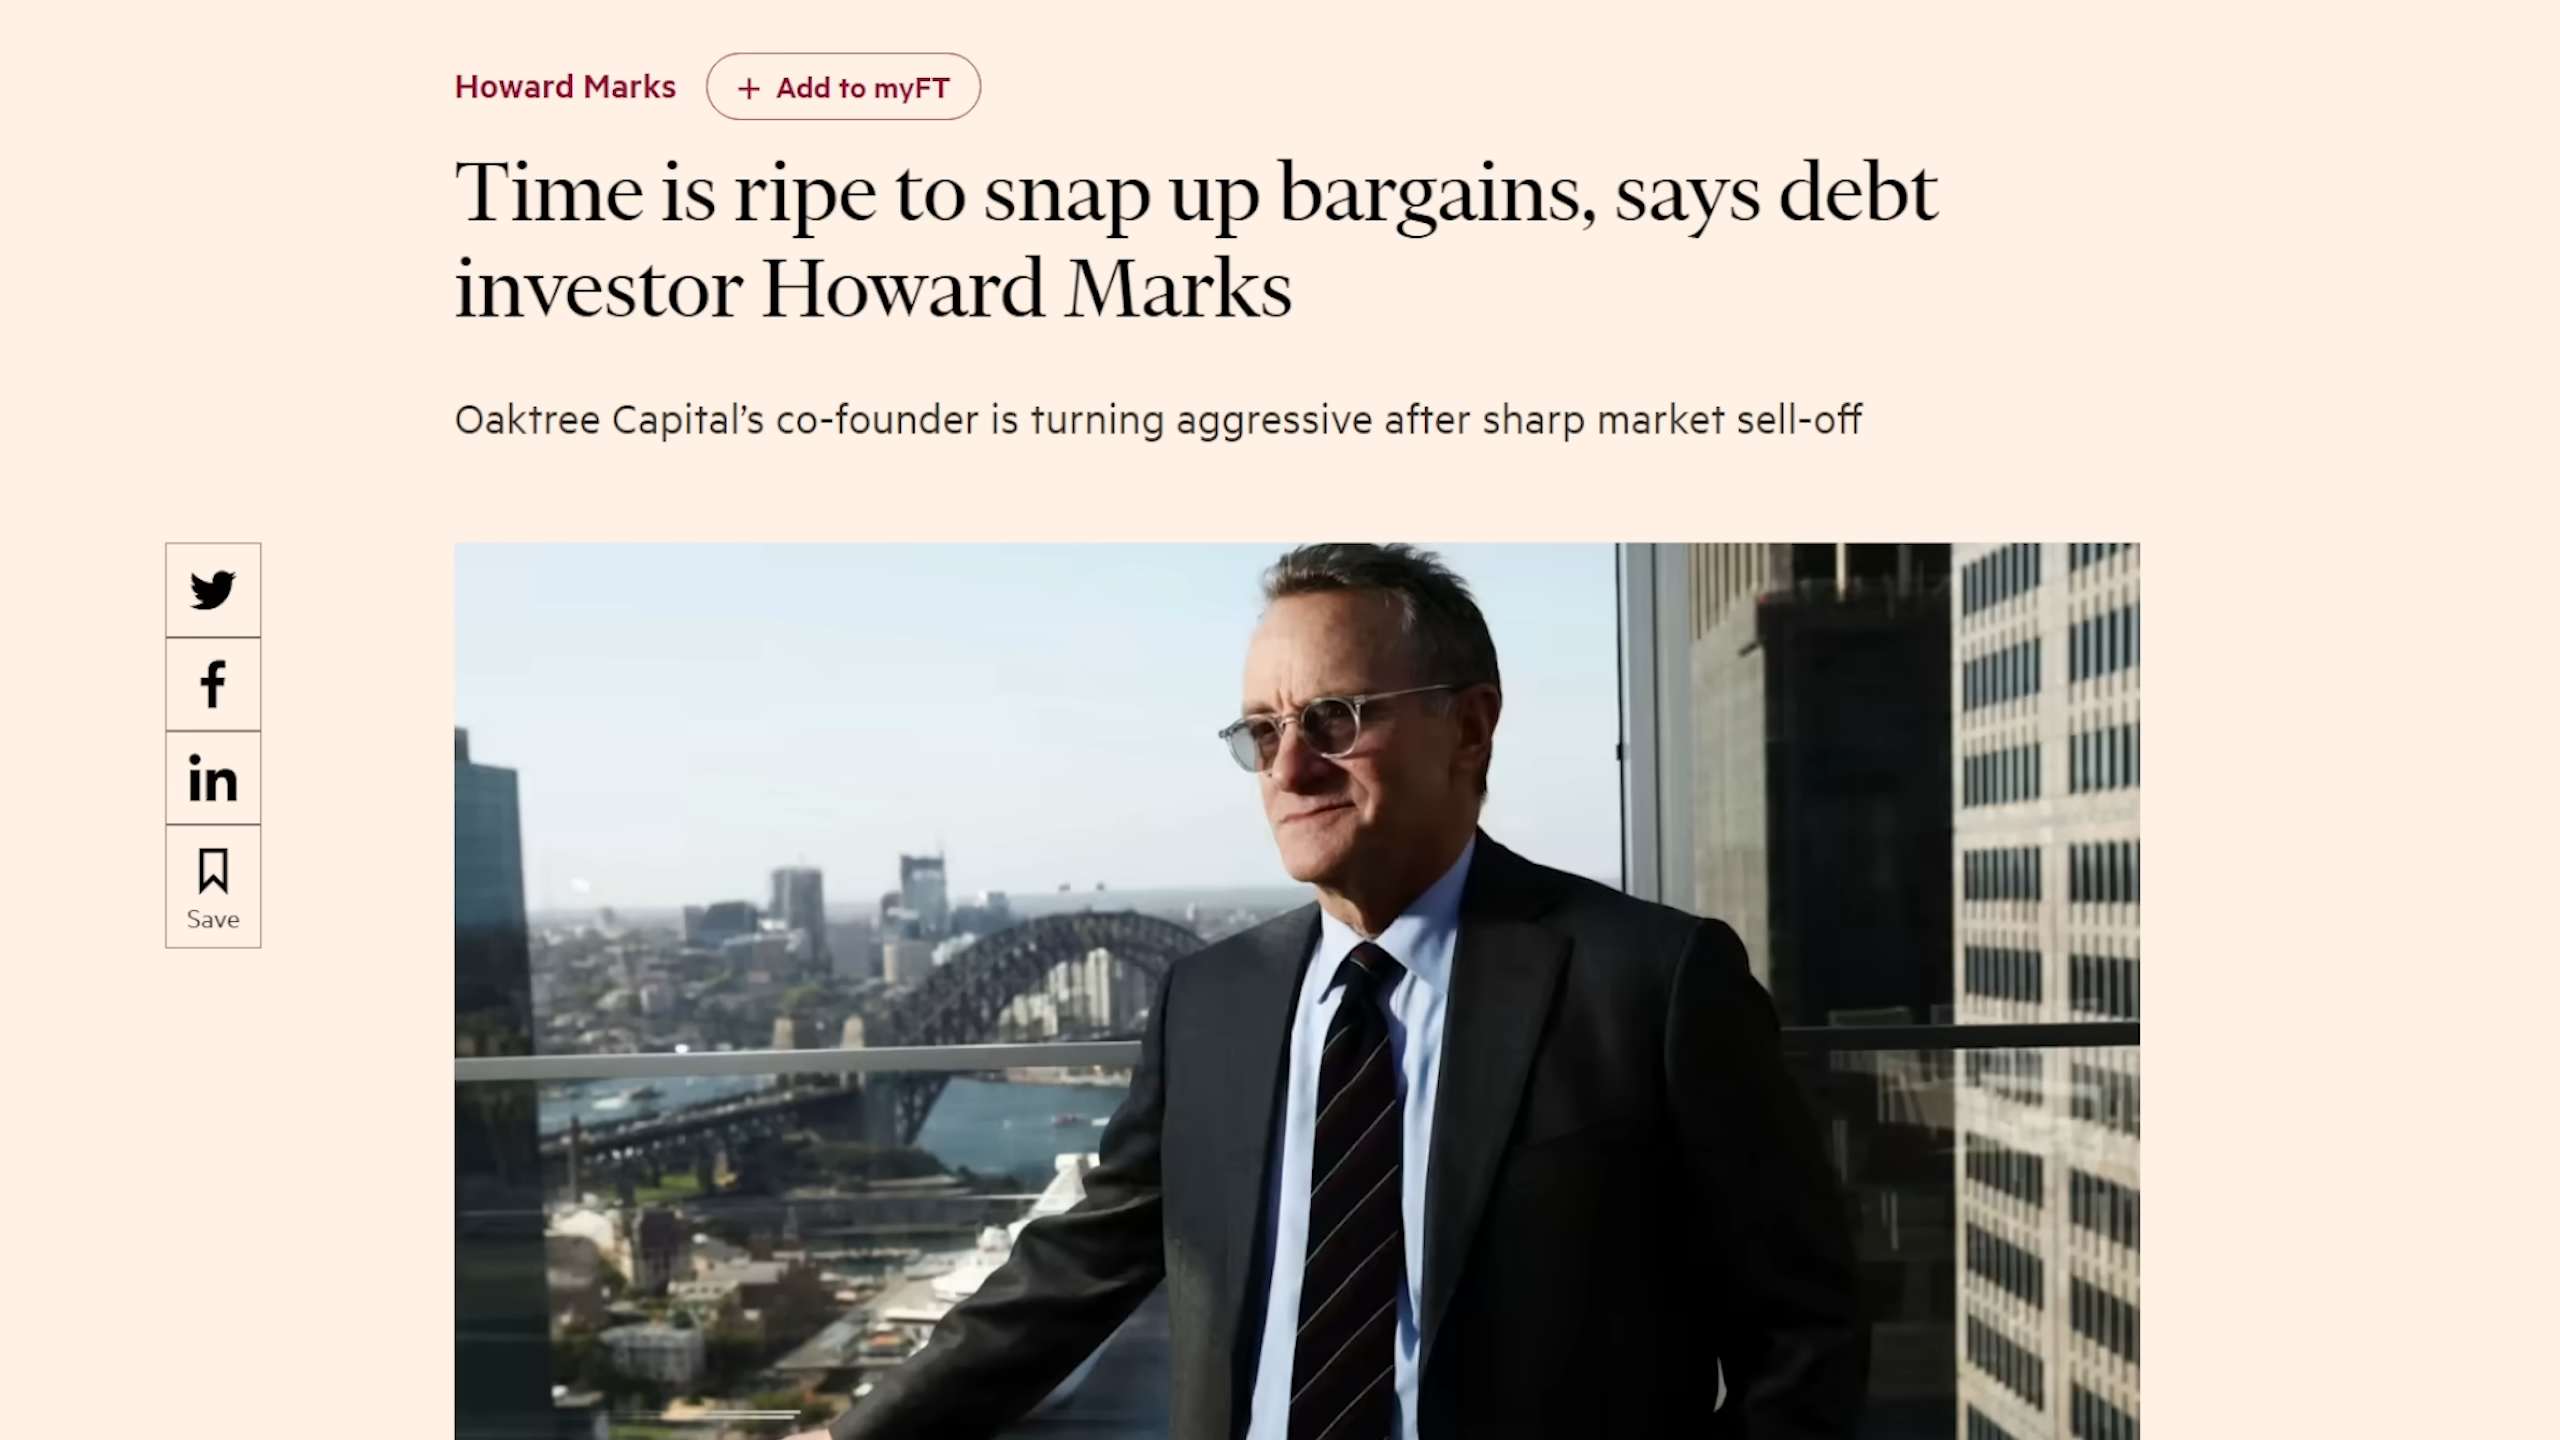 Howard Marks
+ Add to myFT
Time is ripe to snap up bargains, says debt
investor Howard Marks
Oaktree Capital’s co-founder is turning aggressive after sharp market sell-off
Save